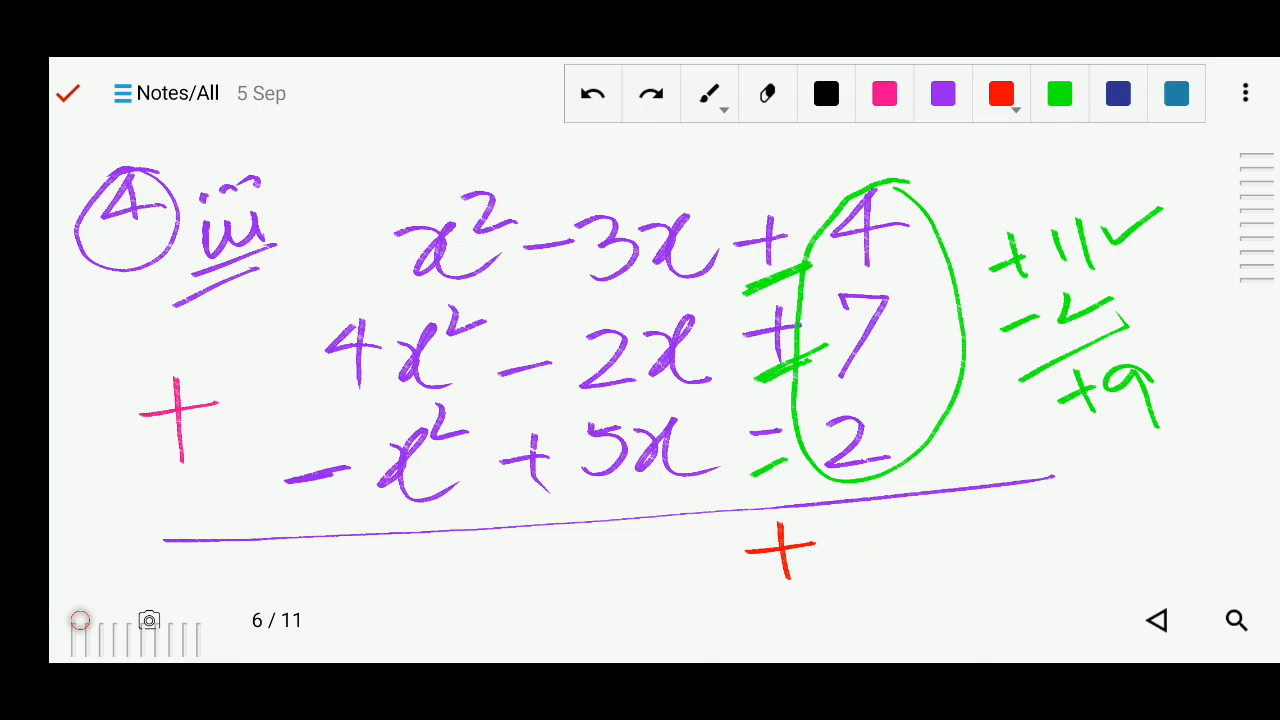 Notes/All 5 Sep
④ iii x² - 3x + 4
4x² - 2x + 7
+
- x² + 5x - 2
+
+11 ✓
- 2
+9
6 / 11